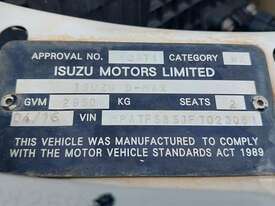 APPROVAL NO. CATEGORY
ISUZU MOTORS LIMITED
ISUZU D-MAX
GVM 2950 KG SEATS 2
04/16 VIN
THIS VEHICLE WAS MANUFACTURED TO COMPLY
WITH THE MOTOR VEHICLE STANDARDS ACT 1989